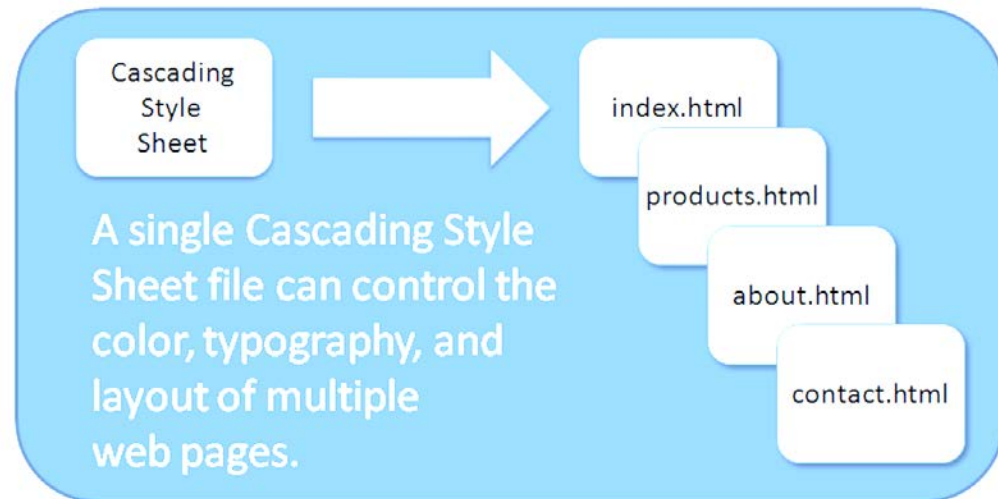 Cascading
Style
Sheet
index.html
products.html
about.html
contact.html
A single Cascading Style
Sheet file can control the
color, typography, and
layout of multiple
web pages.